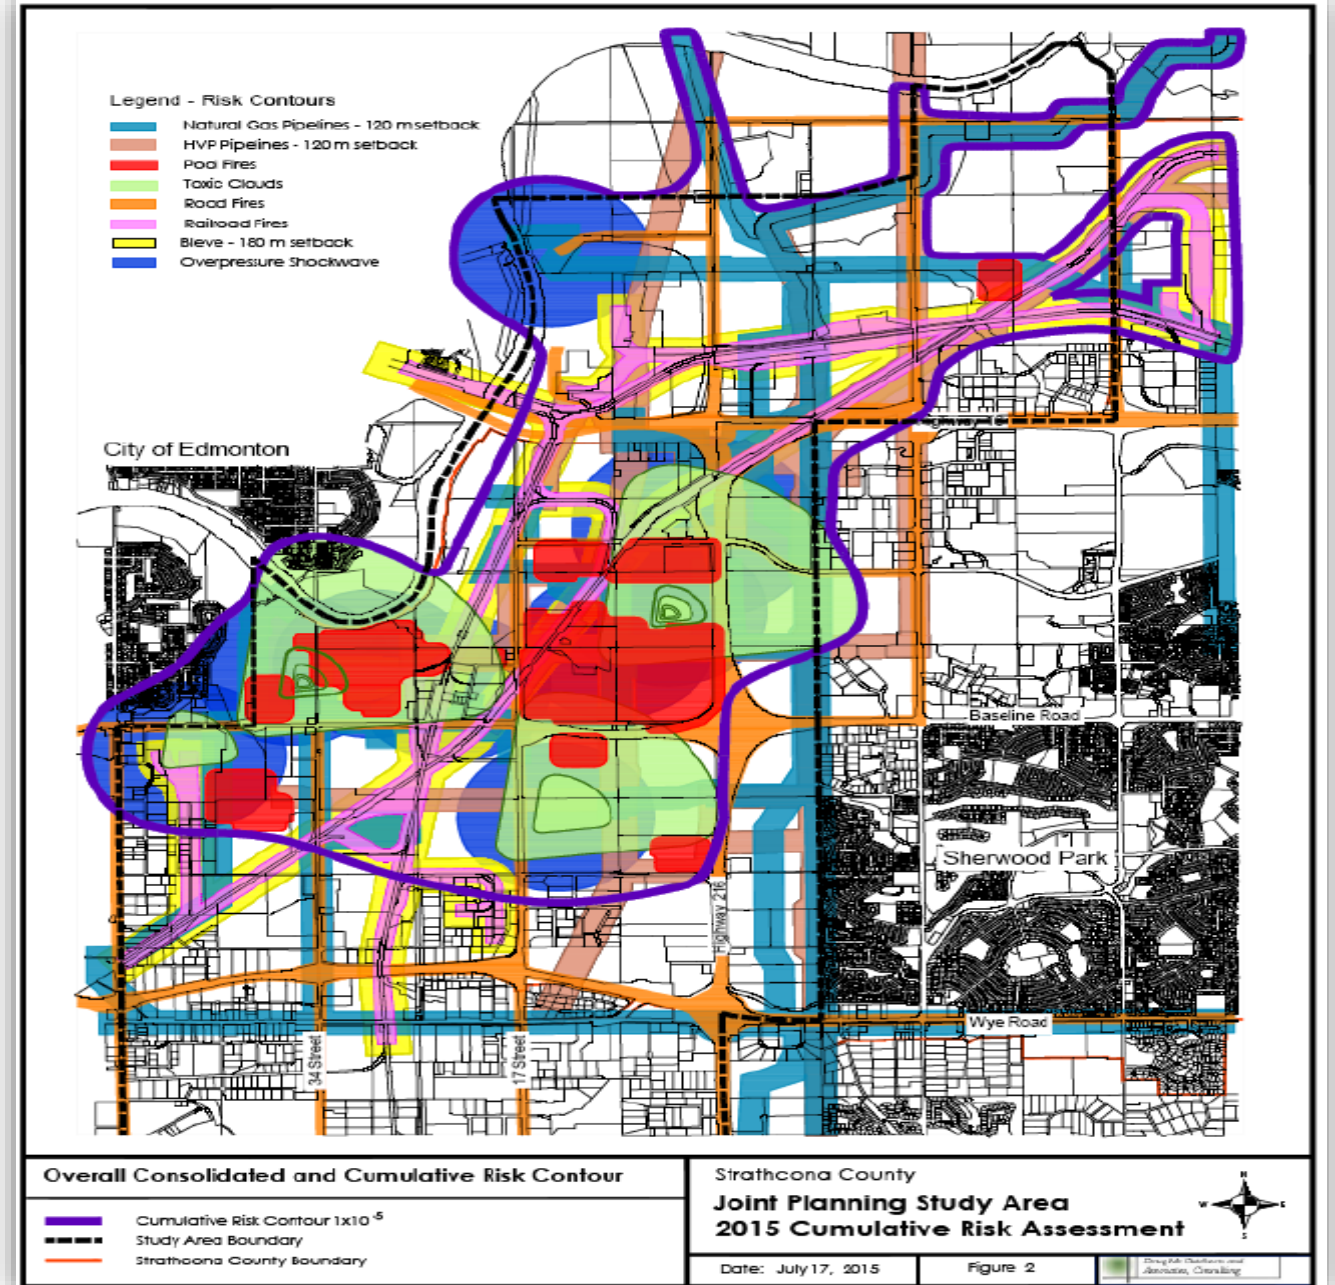 Legend - Risk Contours
Natural Gas Pipelines - 120 m setback
HVP Pipelines - 120 m setback
Pool Fires
Toxic Clouds
Road Fires
Railroad Fires
Bleve - 180 m setback
Overpressure Shockwave
City of Edmonton
Baseline Road
Sherwood Park
Highway 216
Wye Road
34 Street
17 Street
Overall Consolidated and Cumulative Risk Contour
Cumulative Risk Contour 1x10⁻⁵
Study Area Boundary
Strathcona County Boundary
Strathcona County
Joint Planning Study Area
2015 Cumulative Risk Assessment
N
W E
S
Date: July 17, 2015
Figure 2
Associates, Consulting